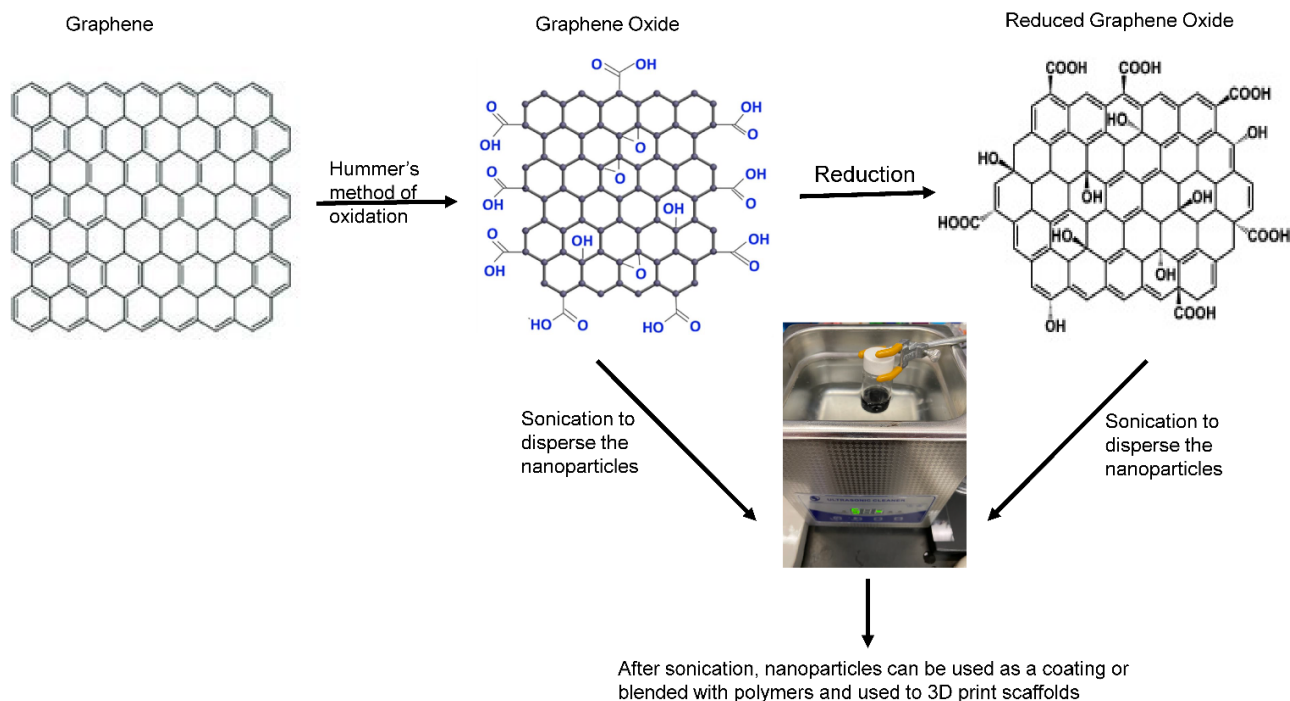 Graphene
Graphene Oxide
Reduced Graphene Oxide
O
OH
O
OH
OH
O
O
OH
O
OH
O
OH
O
OH
O
O
O
OH
OH
O
OH
O
HO
O
HO
O
Hummer's
method of
oxidation
Reduction
COOH
COOH
COOH
HO
OH
HO
OH
OH
HOOC
HO
COOH
OH
COOH
OH
Sonication to
disperse the
nanoparticles
Sonication to
disperse the
nanoparticles
ULTRASONIC CLEANER
After sonication, nanoparticles can be used as a coating or
blended with polymers and used to 3D print scaffolds